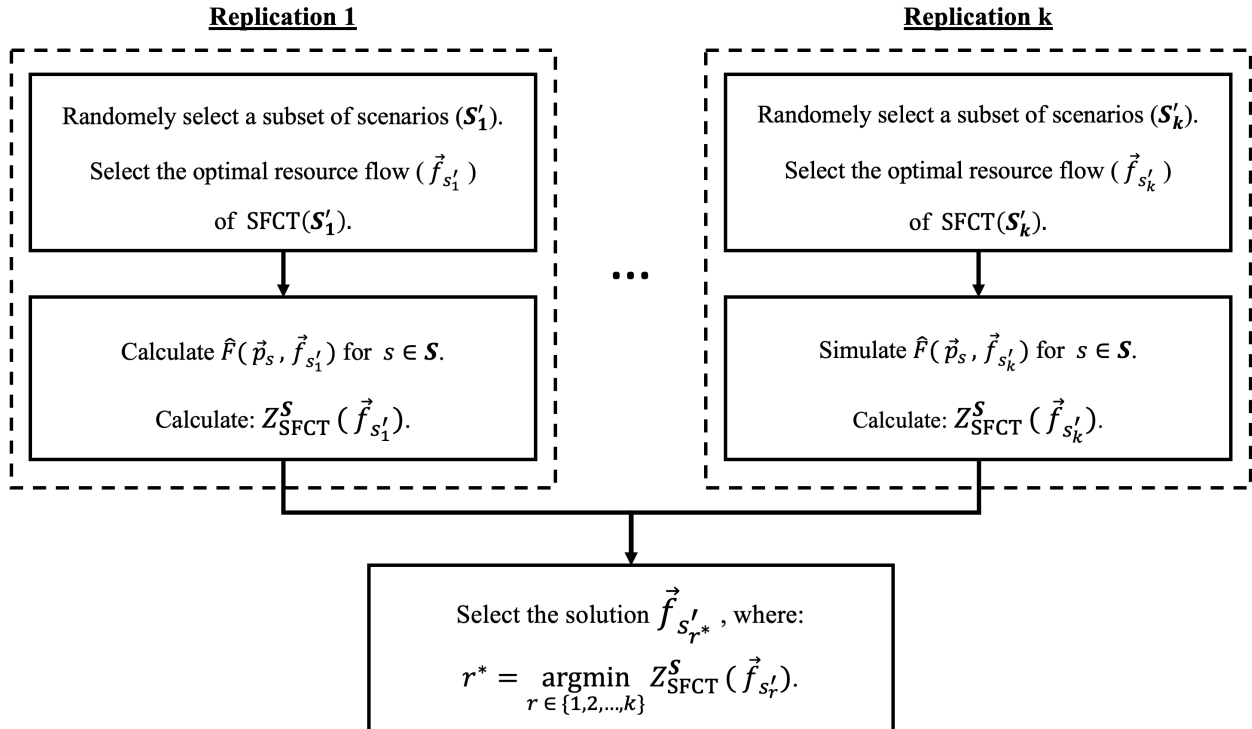 Replication 1
Randomely select a subset of scenarios (𝑺′₁).
Select the optimal resource flow ( f⃗_{s′₁} )
of SFCT(𝑺′₁).
Calculate F̂( p⃗ₛ , f⃗_{s′₁} ) for s ∈ 𝑺.
Calculate: Z^𝑺_SFCT ( f⃗_{s′₁} ).
...
Replication k
Randomely select a subset of scenarios (𝑺′ₖ).
Select the optimal resource flow ( f⃗_{s′ₖ} )
of SFCT(𝑺′ₖ).
Simulate F̂( p⃗ₛ , f⃗_{s′ₖ} ) for s ∈ 𝑺.
Calculate: Z^𝑺_SFCT ( f⃗_{s′ₖ} ).
Select the solution f⃗_{s′_{r*}} , where:
r* = argmin Z^𝑺_SFCT ( f⃗_{s′ᵣ} ).
r ∈ {1,2,...,k}